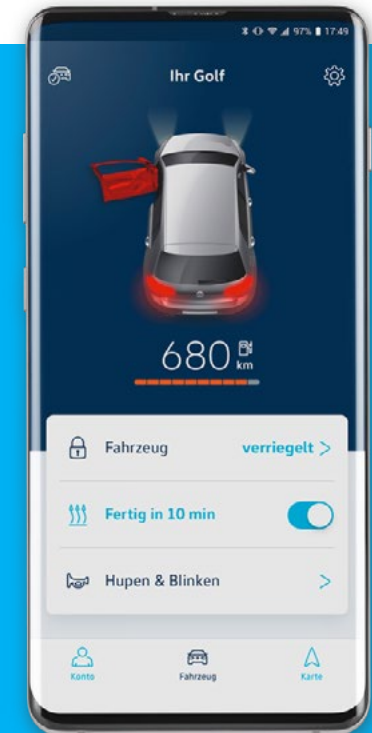 97% 17:49
Ihr Golf
680 km
Fahrzeug verriegelt >
Fertig in 10 min
Hupen & Blinken >
Konto Fahrzeug Karte